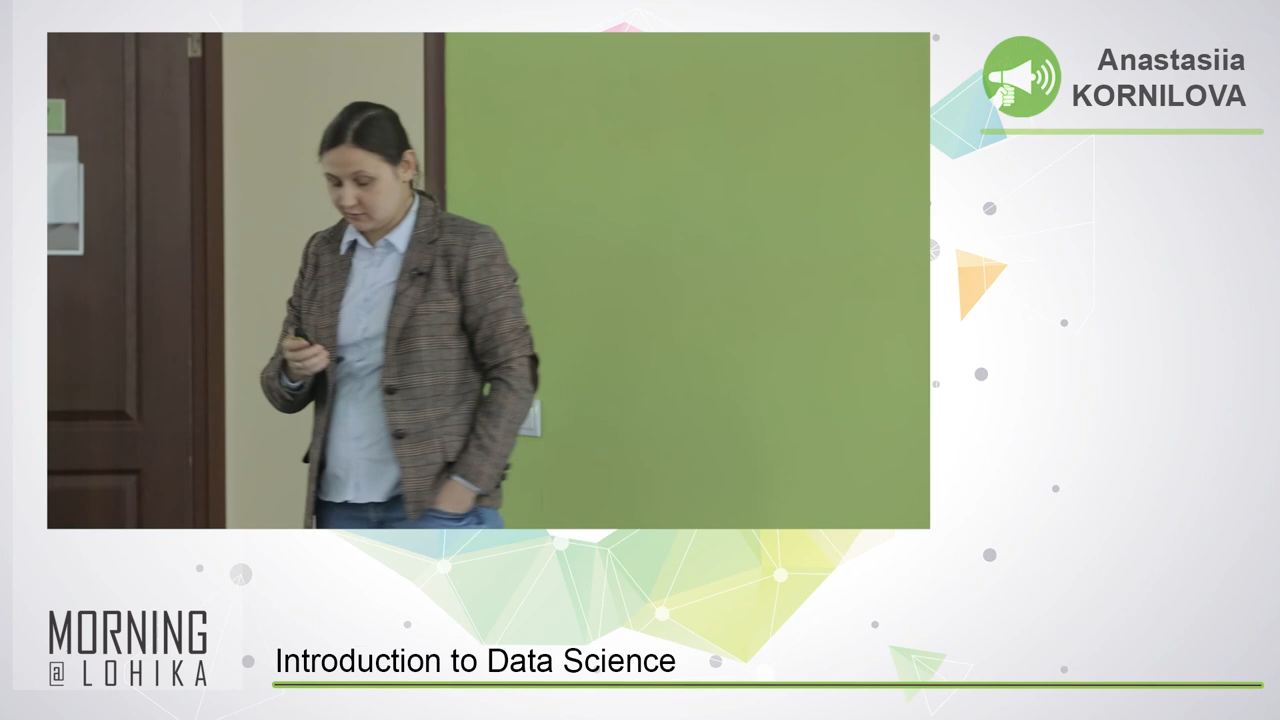 Anastasiia
KORNILOVA
MORNING
@ LOHIKA
Introduction to Data Science